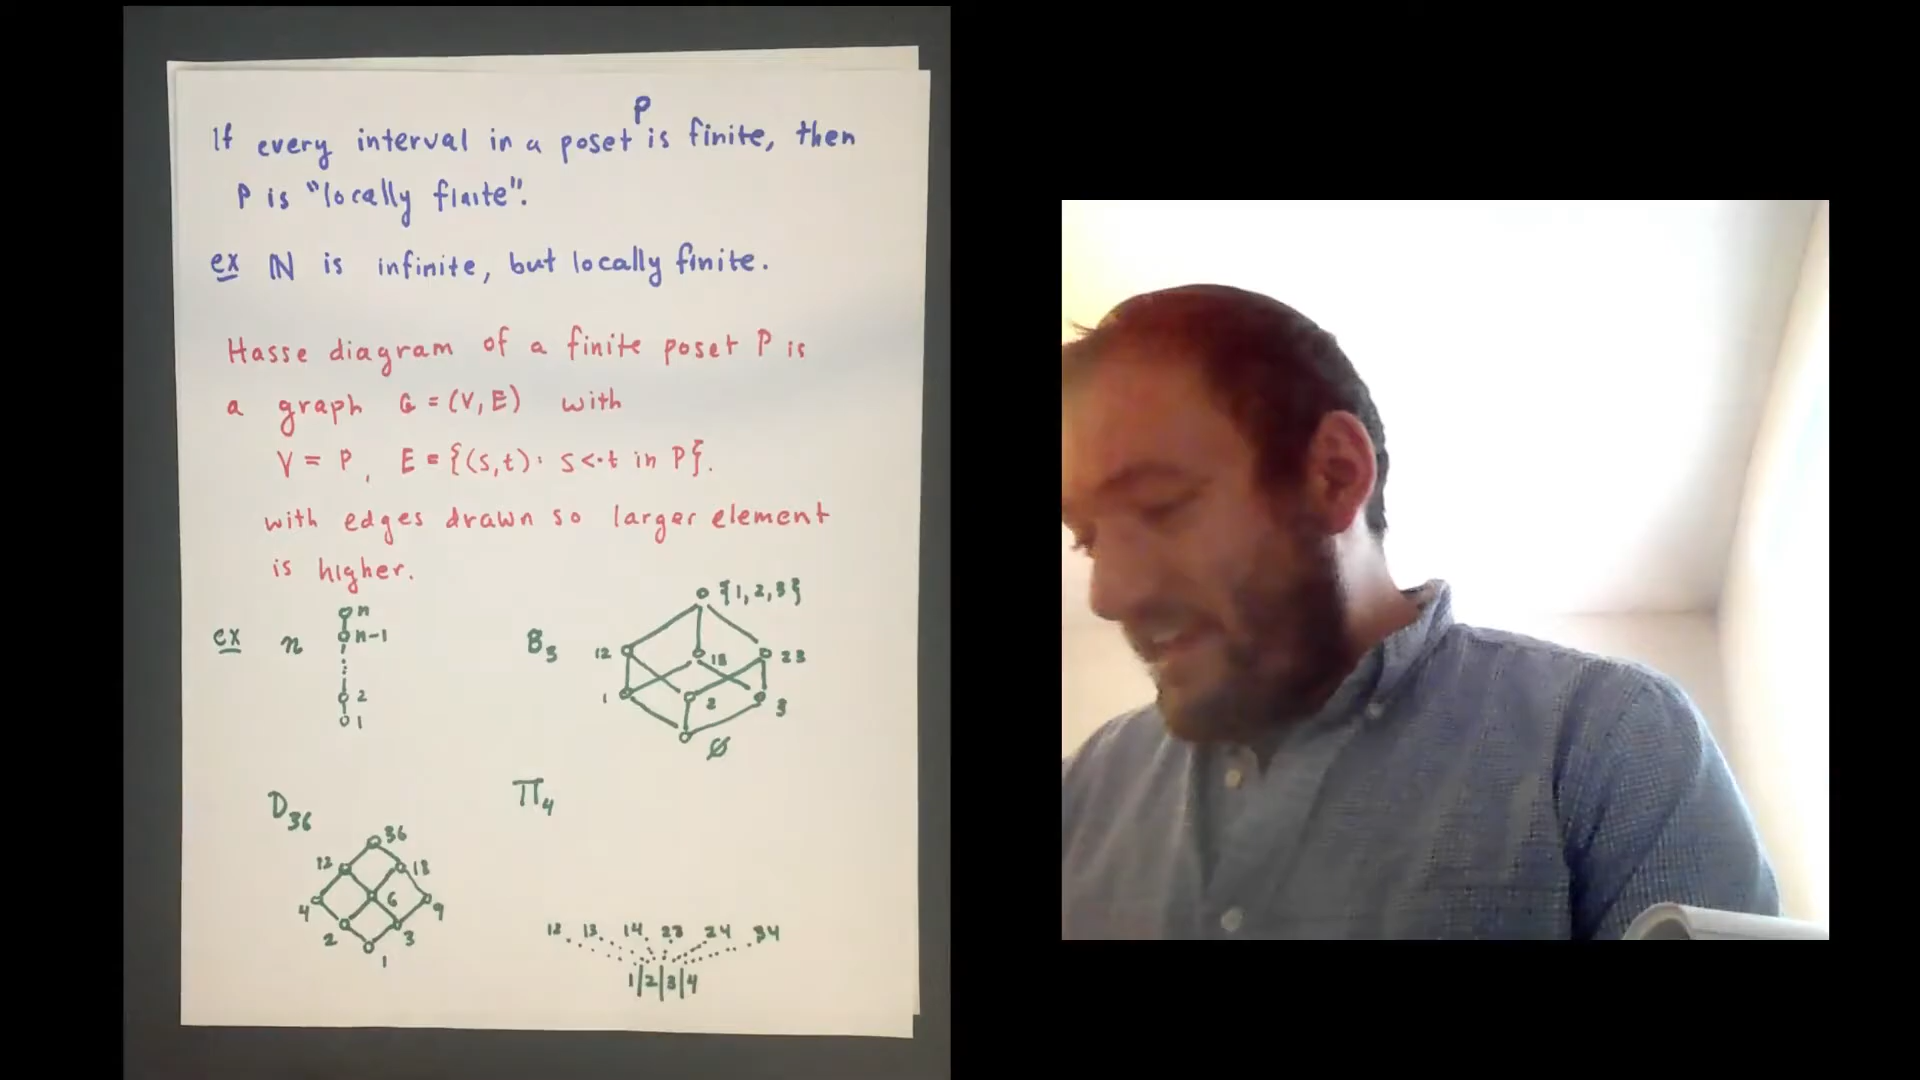 If every interval in a poset P is finite, then
P is "locally finite".
ex ℕ is infinite, but locally finite.
Hasse diagram of a finite poset P is
a graph G = (V, E) with
V = P, E = {(s,t): s<·t in P}.
with edges drawn so larger element
is higher.
ex n
n
n-1
2
1
B3
{1,2,3}
12 13 23
1 2 3
∅
D36
36
12 18
4 6 9
2 3
1
Π4
12 13 14 23 24 34
1|2|3|4